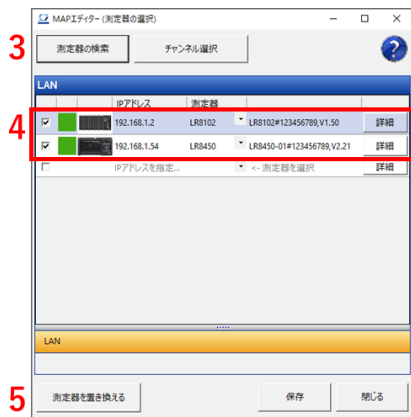 MAPエディター (測定器の選択)
3
測定器の検索
チャンネル選択
?
LAN
IPアドレス 測定器
4
192.168.1.2 LR8102 LR8102#123456789,V1.50 詳細
192.168.1.54 LR8450 LR8450-01#123456789,V2.21 詳細
IPアドレスを指定... <- 測定器を選択 詳細
LAN
5
測定器を置き換える
保存
閉じる